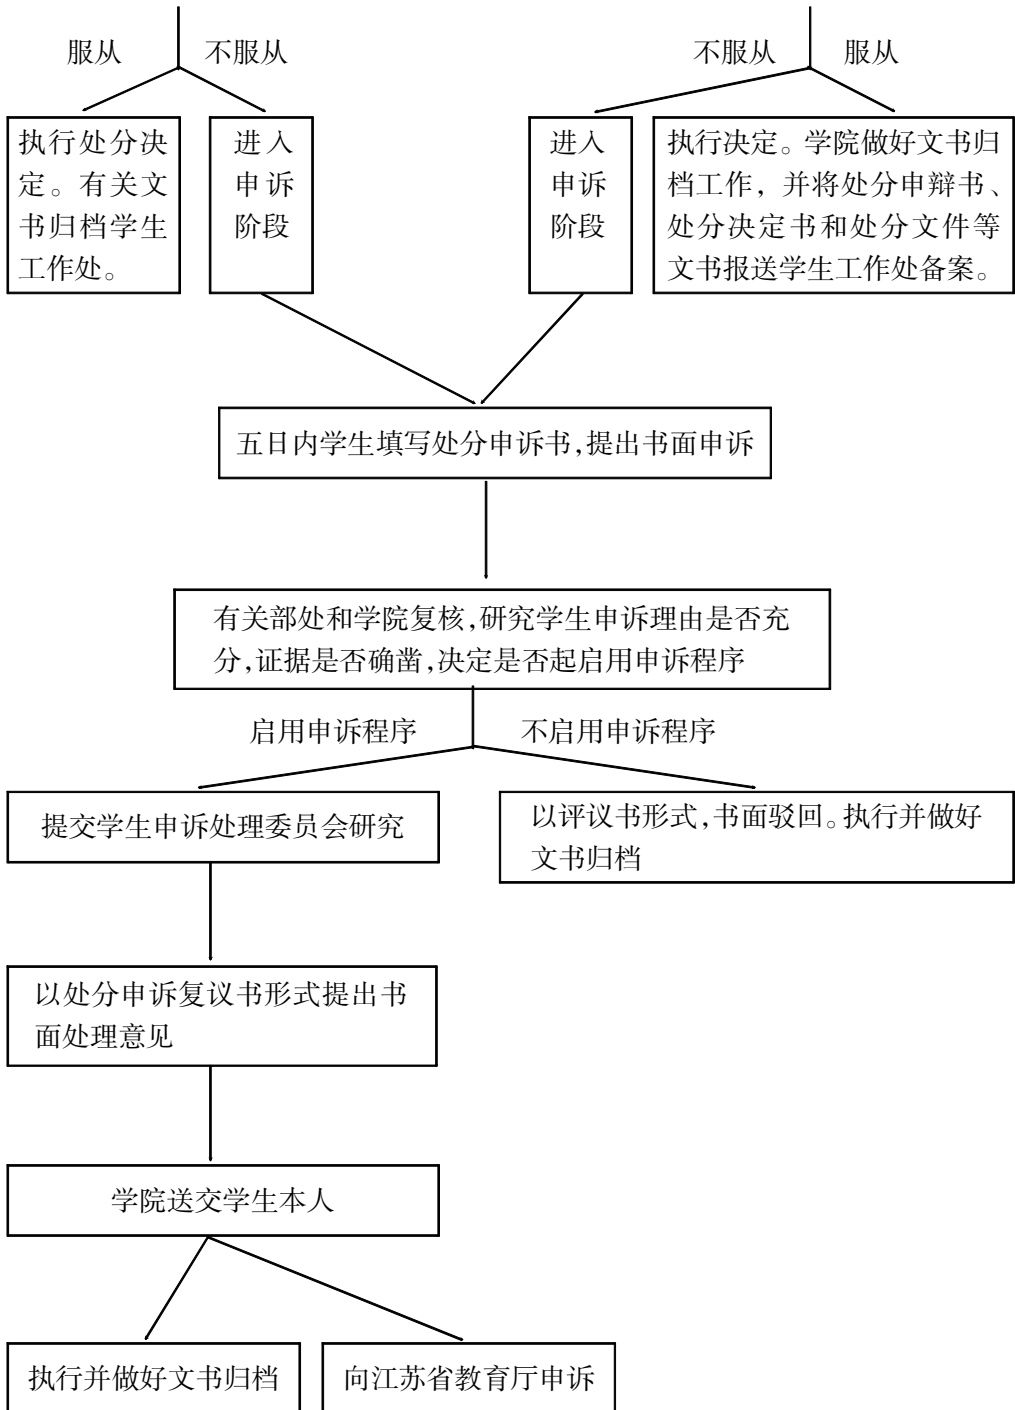 服从
不服从
不服从
服从
执行处分决
定。有关文
书归档学生
工作处。
进入
申诉
阶段
进入
申诉
阶段
执行决定。学院做好文书归
档工作，并将处分申辩书、
处分决定书和处分文件等
文书报送学生工作处备案。
五日内学生填写处分申诉书，提出书面申诉
有关部处和学院复核，研究学生申诉理由是否充
分，证据是否确凿，决定是否起启用申诉程序
启用申诉程序
不启用申诉程序
提交学生申诉处理委员会研究
以评议书形式，书面驳回。执行并做好
文书归档
以处分申诉复议书形式提出书
面处理意见
学院送交学生本人
执行并做好文书归档
向江苏省教育厅申诉